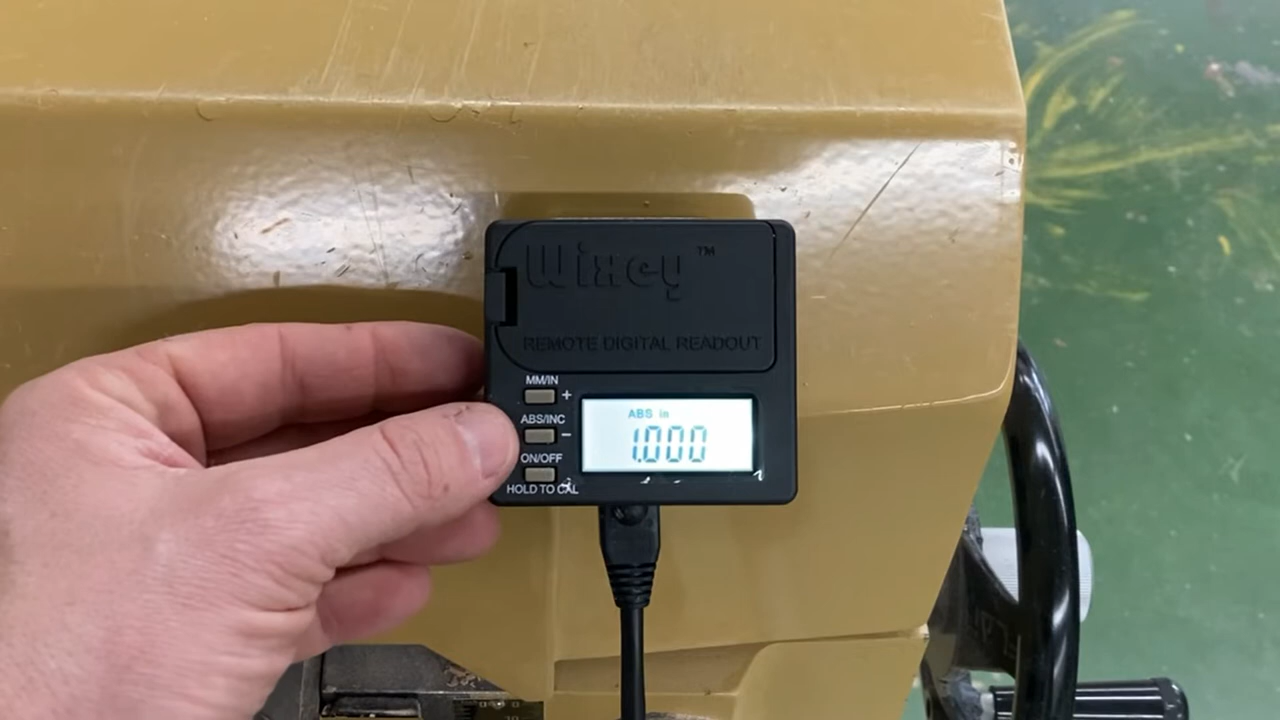 Wixey™
REMOTE DIGITAL READOUT
MM/IN +
ABS/INC −
ON/OFF
HOLD TO CAL
ABS in
1.000